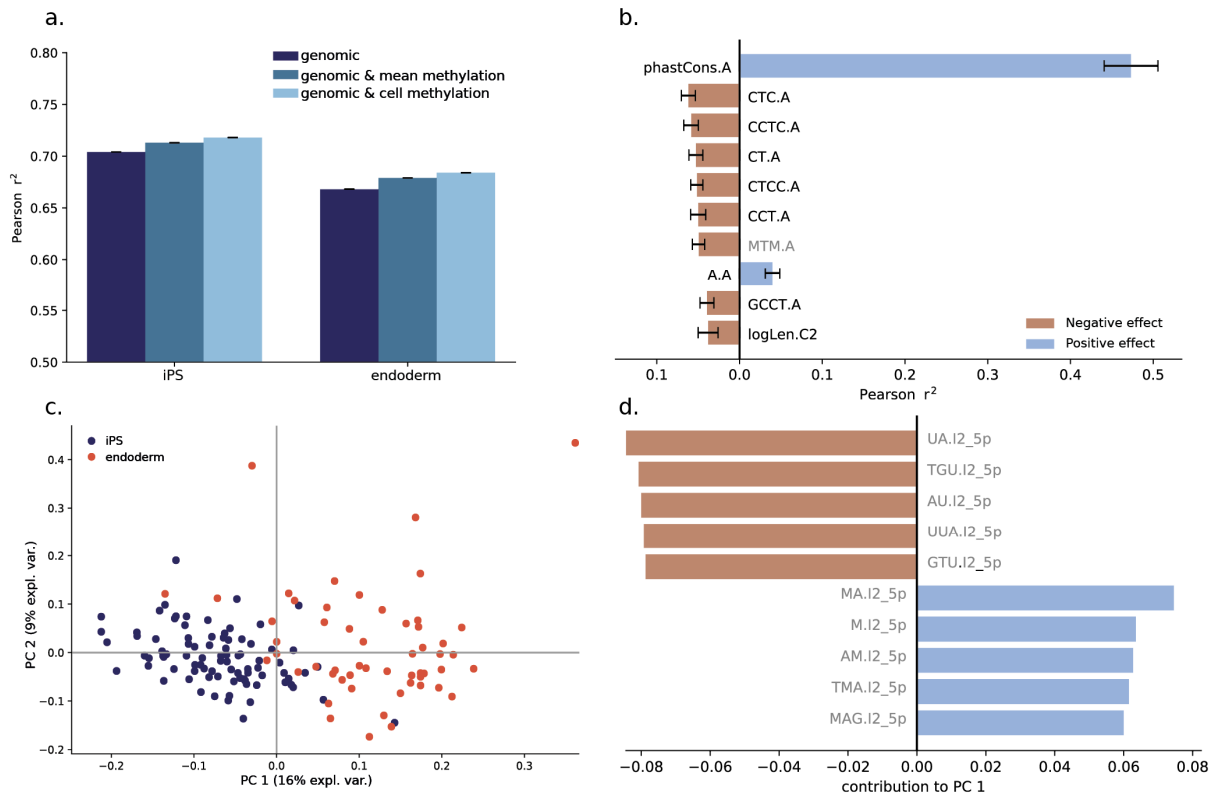 a.
0.80
0.75
0.70
0.65
0.60
0.55
0.50
Pearson r²
genomic
genomic & mean methylation
genomic & cell methylation
iPS
endoderm
b.
phastCons.A
CTC.A
CCTC.A
CT.A
CTCC.A
CCT.A
MTM.A
A.A
GCCT.A
logLen.C2
Negative effect
Positive effect
0.1 0.0 0.1 0.2 0.3 0.4 0.5
Pearson r²
c.
iPS
endoderm
0.4
0.3
0.2
0.1
0.0
−0.1
−0.2
PC 2 (9% expl. var.)
−0.2 −0.1 0.0 0.1 0.2 0.3
PC 1 (16% expl. var.)
d.
UA.I2_5p
TGU.I2_5p
AU.I2_5p
UUA.I2_5p
GTU.I2_5p
MA.I2_5p
M.I2_5p
AM.I2_5p
TMA.I2_5p
MAG.I2_5p
−0.08 −0.06 −0.04 −0.02 0.00 0.02 0.04 0.06 0.08
contribution to PC 1